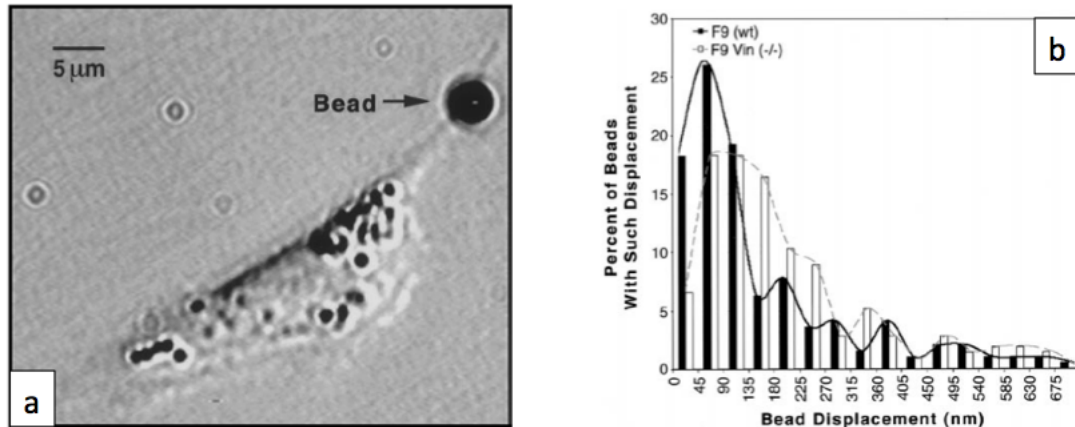 5 µm
Bead
a
b
F9 (wt)
F9 Vin (-/-)
Percent of Beads
With Such Displacement
30
25
20
15
10
5
0
0
45
90
135
180
225
270
315
360
405
450
495
540
585
630
675
Bead Displacement (nm)